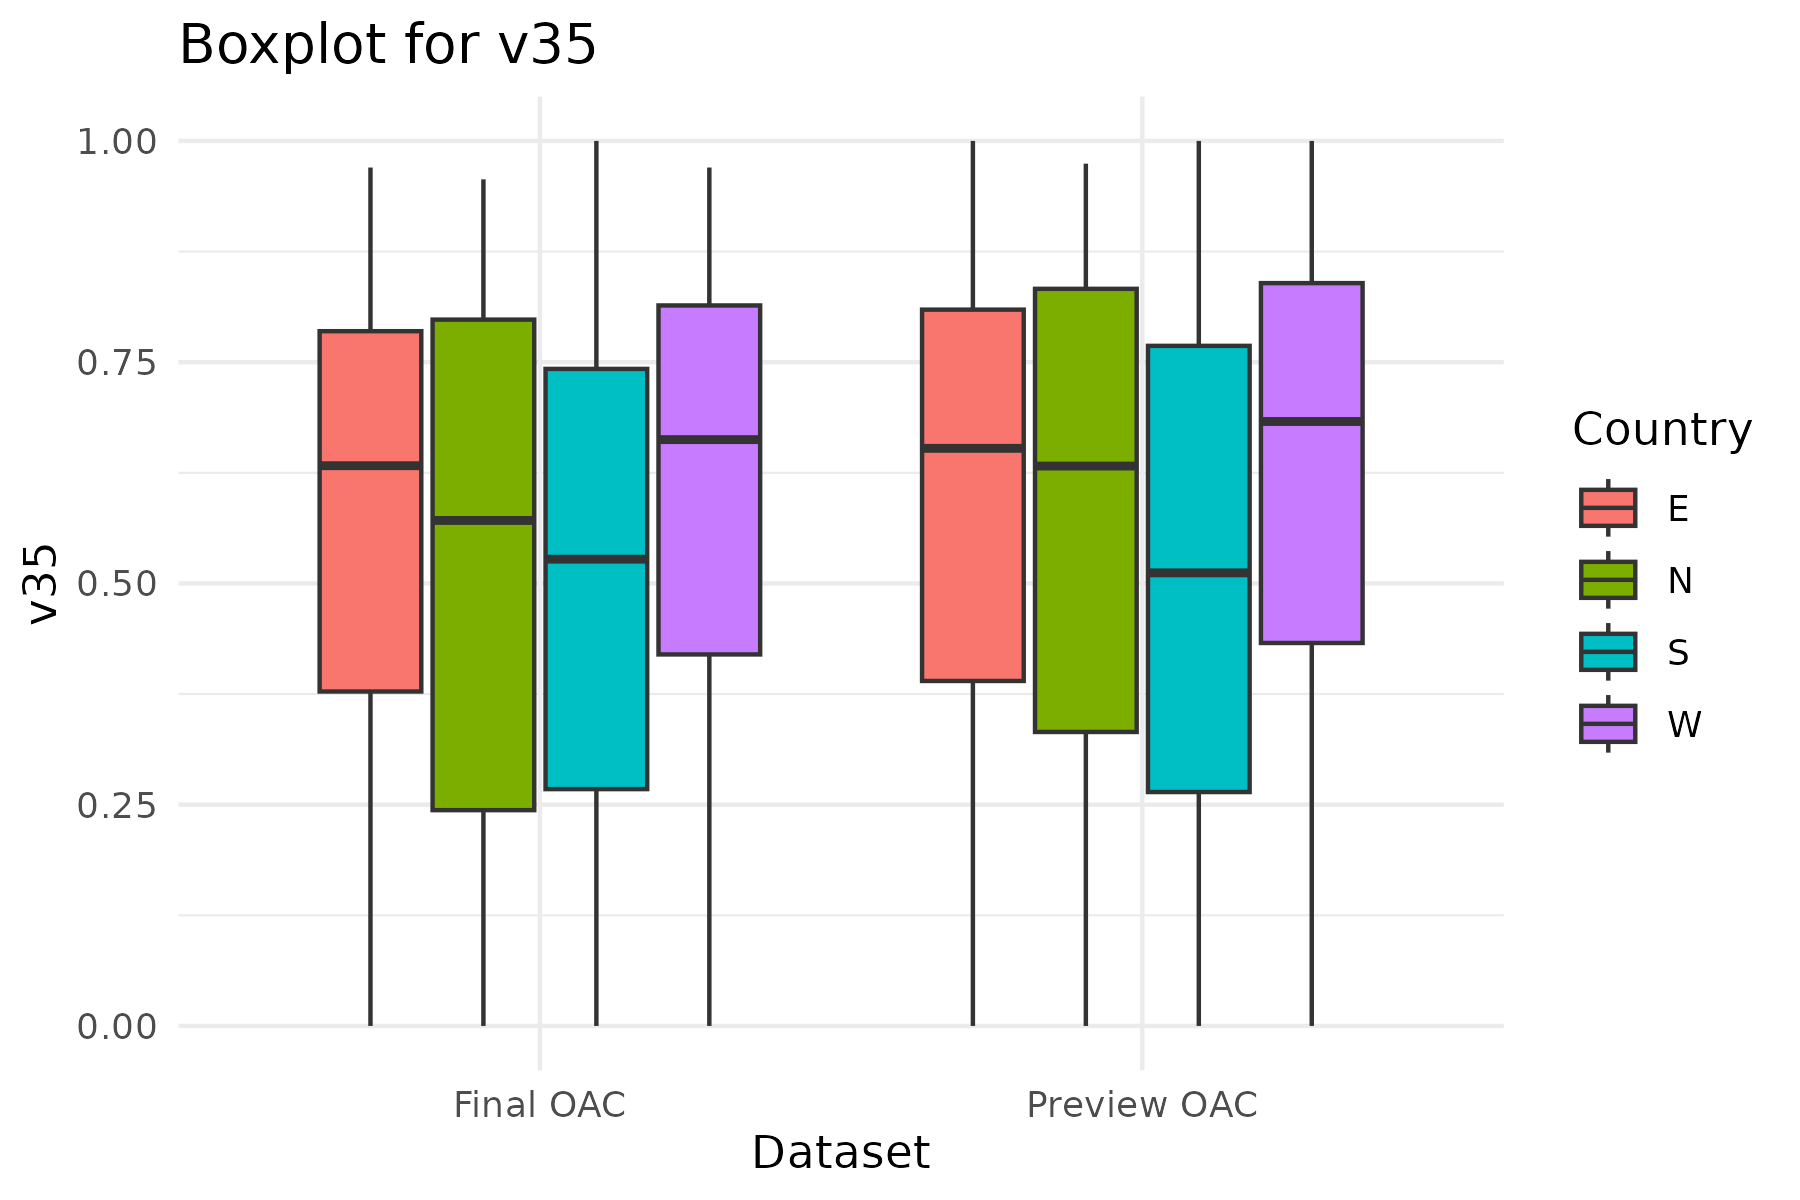 Boxplot for v35
1.00
0.75
0.50
0.25
0.00
v35
Final OAC
Preview OAC
Dataset
Country
E
N
S
W